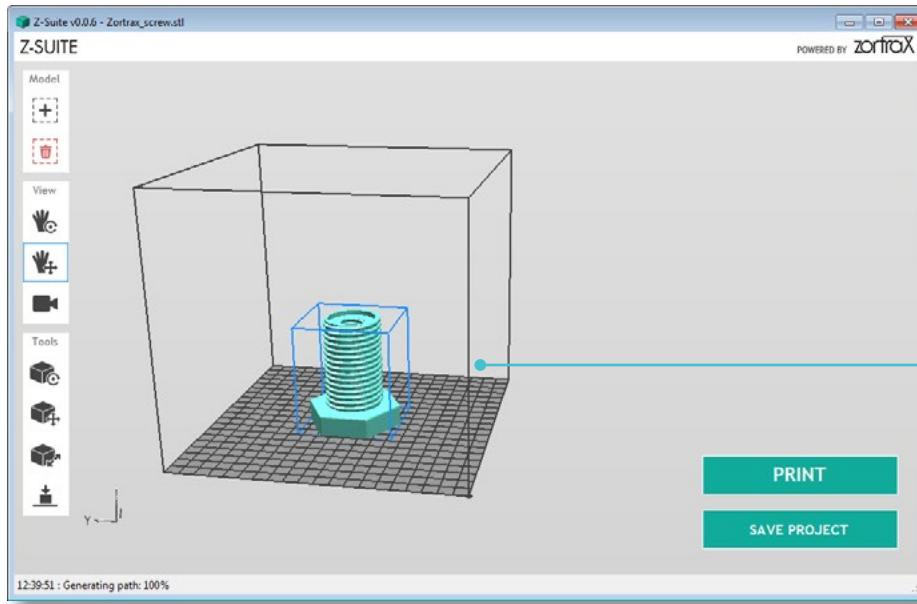 Z-Suite v0.0.6 - Zortrax_screw.stl
Z-SUITE
POWERED BY zortrax
Model
View
Tools
Y
PRINT
SAVE PROJECT
12:39:51 : Generating path: 100%